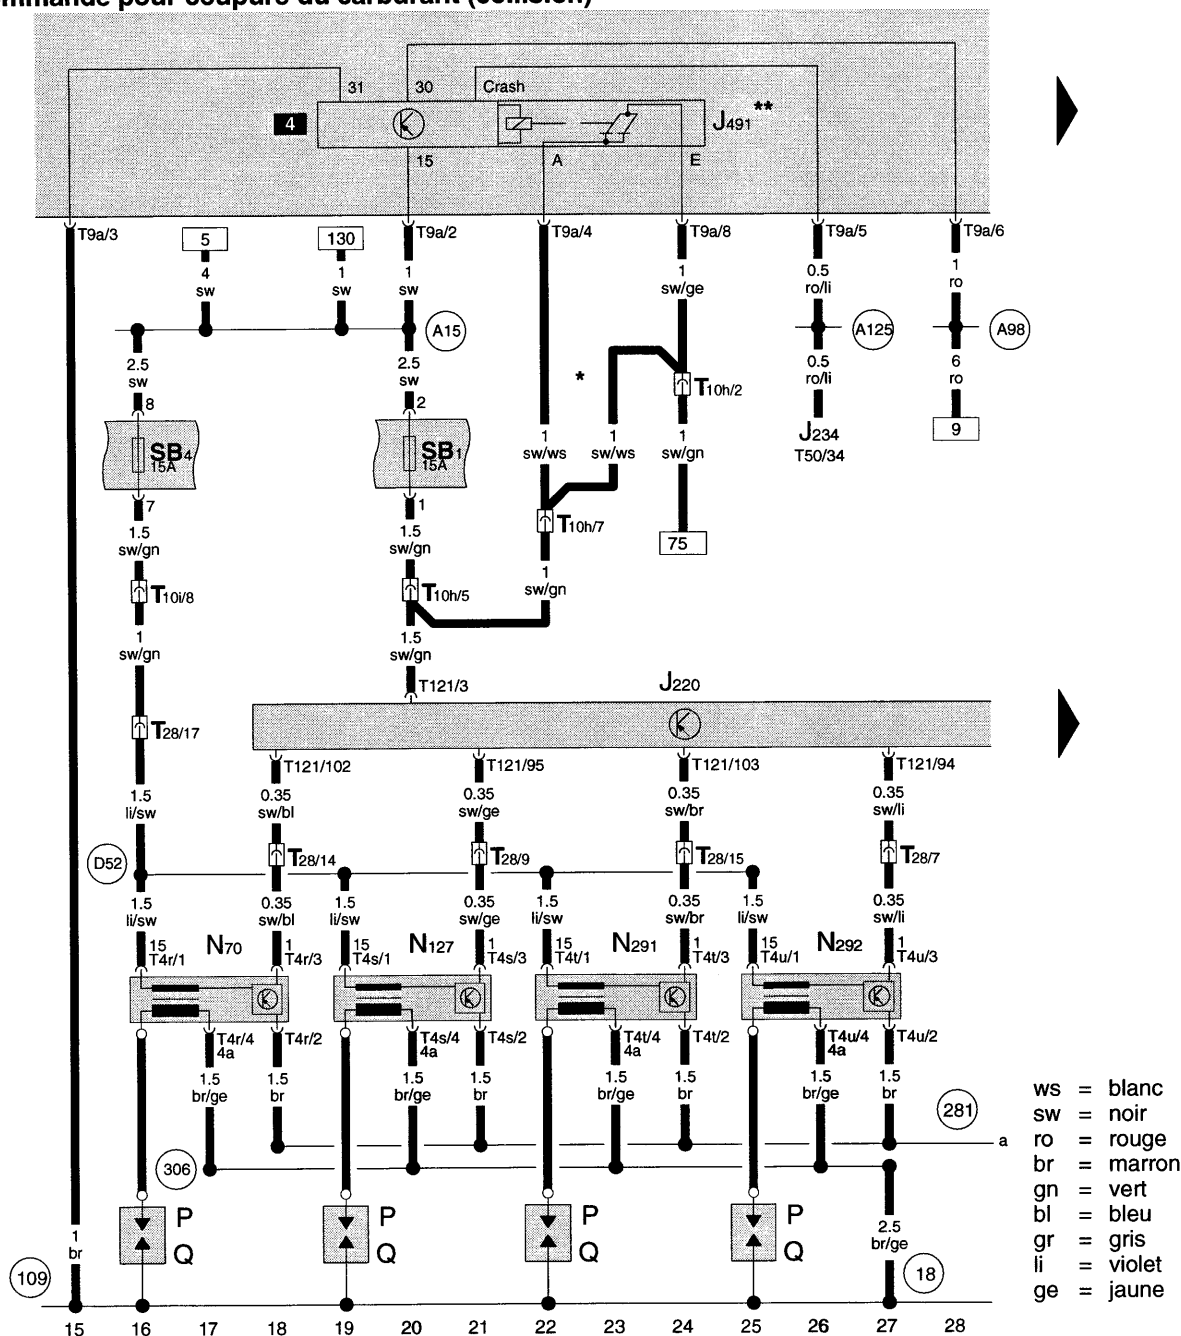 ommande pour coupure du carburant (collision)
31 30 Crash
4 J491 **
15 A E
T9a/3 5 130 T9a/2 T9a/4 T9a/8 T9a/5 T9a/6
4 1 1 1 0.5 1
sw sw sw sw/ge ro/li ro
A15 A125 A98
2.5 2.5 * 0.5 6
sw sw T10h/2 ro/li ro
8 2
1 1 1 J234 9
SB4 SB1 sw/ws sw/ws sw/gn T50/34
15A 15A
7 1 T10h/7 75
1.5 1.5
sw/gn sw/gn
1
T10i/8 T10h/5 sw/gn
1 1.5
sw/gn sw/gn
T121/3 J220
T28/17
T121/102 T121/95 T121/103 T121/94
1.5 0.35 0.35 0.35 0.35
li/sw sw/bl sw/ge sw/br sw/li
D52 T28/14 T28/9 T28/15 T28/7
1.5 0.35 1.5 0.35 1.5 0.35 1.5 0.35
li/sw sw/bl li/sw sw/ge li/sw sw/br li/sw sw/li
15 N70 1 15 N127 1 15 N291 1 15 N292 1
T4r/1 T4r/3 T4s/1 T4s/3 T4t/1 T4t/3 T4u/1 T4u/3
T4r/4 T4r/2 T4s/4 T4s/2 T4t/4 T4t/2 T4u/4 T4u/2
4a 4a 4a 4a
1.5 1.5 1.5 1.5 1.5 1.5 1.5 1.5
br/ge br br/ge br br/ge br br/ge br
281
a
306
P P P P
Q Q Q Q
1 2.5
br br/ge
109 18
15 16 17 18 19 20 21 22 23 24 25 26 27 28
ws = blanc
sw = noir
ro = rouge
br = marron
gn = vert
bl = bleu
gr = gris
li = violet
ge = jaune